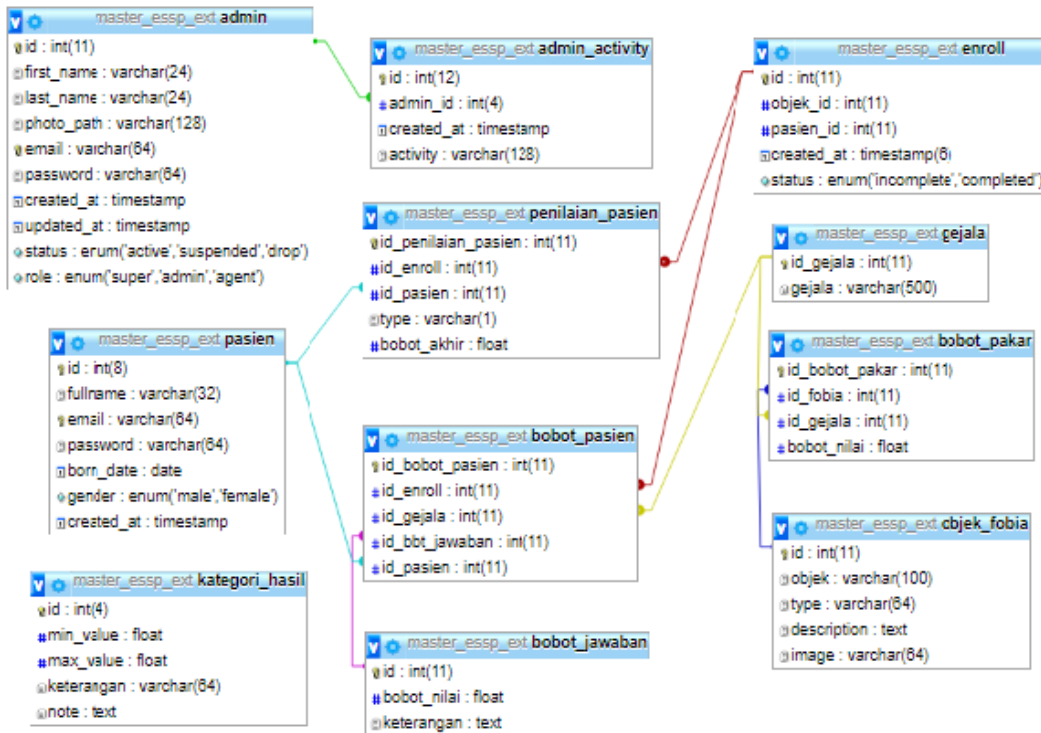 master_essp_ext admin
id : int(11)
first_name : varchar(24)
last_name : varchar(24)
photo_path : varchar(128)
email : varchar(64)
password : varchar(64)
created_at : timestamp
updated_at : timestamp
status : enum('active','suspended','drop')
role : enum('super','admin','agent')
master_essp_ext admin_activity
id : int(12)
#admin_id : int(4)
created_at : timestamp
activity : varchar(128)
master_essp_ext enroll
id : int(11)
#objek_id : int(11)
#pasien_id : int(11)
created_at : timestamp(6)
status : enum('incomplete','completed')
master_essp_ext penilaian_pasien
id_penilaian_pasien : int(11)
#id_enroll : int(11)
#id_pasien : int(11)
type : varchar(1)
#bobot_akhir : float
master_essp_ext gejala
id_gejala : int(11)
gejala : varchar(500)
master_essp_ext pasien
id : int(8)
fullname : varchar(32)
email : varchar(64)
password : varchar(64)
born_date : date
gender : enum('male','female')
created_at : timestamp
master_essp_ext bobot_pakar
id_bobot_pakar : int(11)
#id_fobia : int(11)
#id_gejala : int(11)
#bobot_nilai : float
master_essp_ext bobot_pasien
id_bobot_pasien : int(11)
#id_enroll : int(11)
#id_gejala : int(11)
#id_bbt_jawaban : int(11)
#id_pasien : int(11)
master_essp_ext objek_fobia
id : int(11)
objek : varchar(100)
type : varchar(64)
description : text
image : varchar(64)
master_essp_ext kategori_hasil
id : int(4)
#min_value : float
#max_value : float
keterangan : varchar(64)
note : text
master_essp_ext bobot_jawaban
id : int(11)
#bobot_nilai : float
keterangan : text